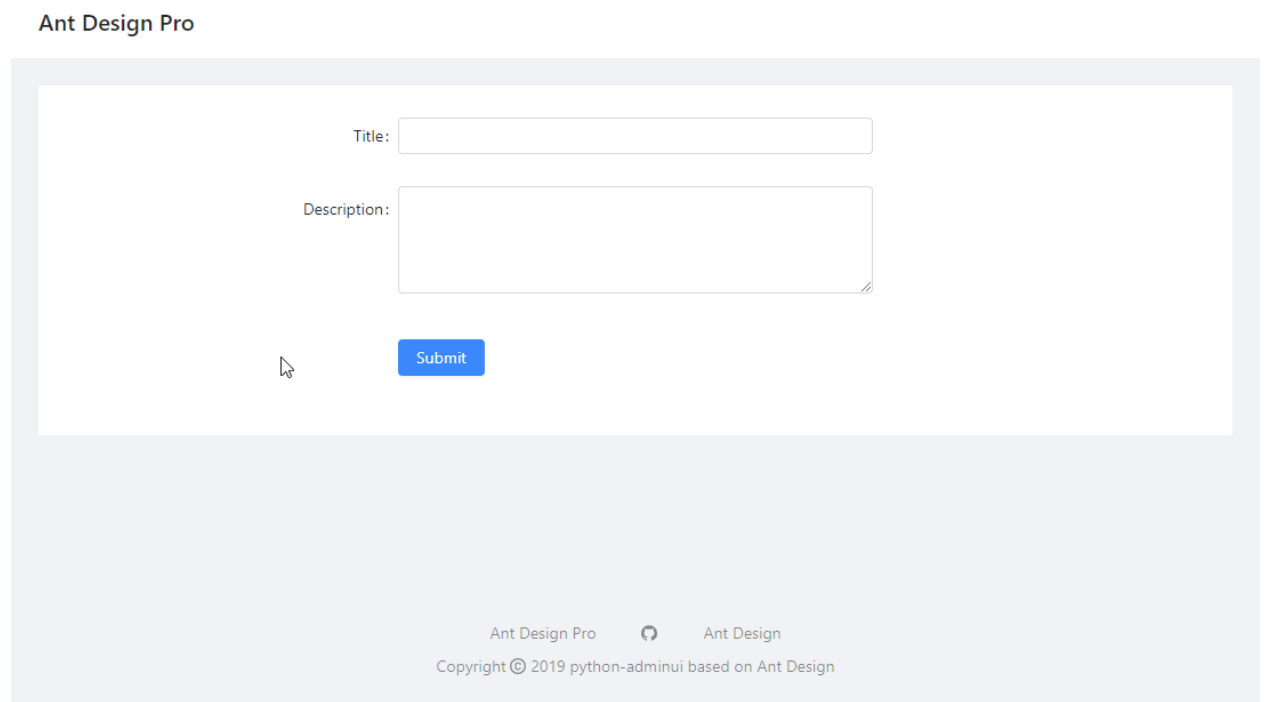 Ant Design Pro
Title:
Description:
Submit
Ant Design Pro Ant Design
Copyright © 2019 python-adminui based on Ant Design